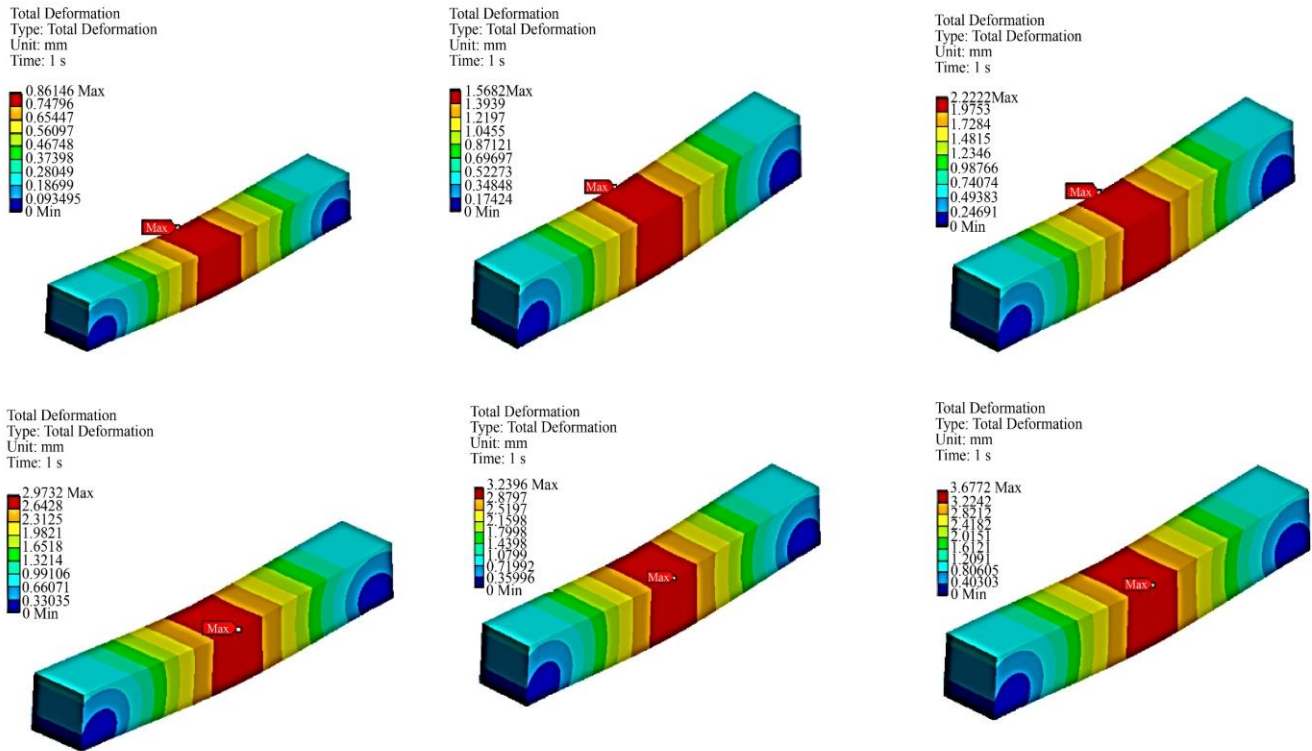 Total Deformation
Type: Total Deformation
Unit: mm
Time: 1 s
0.86146 Max
0.74796
0.65447
0.56097
0.46748
0.37398
0.28049
0.18699
0.093495
0 Min
Max
Total Deformation
Type: Total Deformation
Unit: mm
Time: 1 s
1.5682 Max
1.3939
1.2197
1.0455
0.87121
0.69697
0.52273
0.34848
0.17424
0 Min
Max
Total Deformation
Type: Total Deformation
Unit: mm
Time: 1 s
2.2222Max
1.9753
1.7284
1.4815
1.2346
0.98766
0.74074
0.49383
0.24691
0 Min
Max
Total Deformation
Type: Total Deformation
Unit: mm
Time: 1 s
2.9732 Max
2.6428
2.3125
1.9821
1.6518
1.3214
0.99106
0.66071
0.33035
0 Min
Max
Total Deformation
Type: Total Deformation
Unit: mm
Time: 1 s
3.2396 Max
2.8797
2.5197
2.1598
1.7998
1.4398
1.0799
0.71992
0.35996
0 Min
Max
Total Deformation
Type: Total Deformation
Unit: mm
Time: 1 s
3.6772 Max
3.2242
2.8212
2.4182
2.0151
1.6121
1.2091
0.80605
0.40303
0 Min
Max